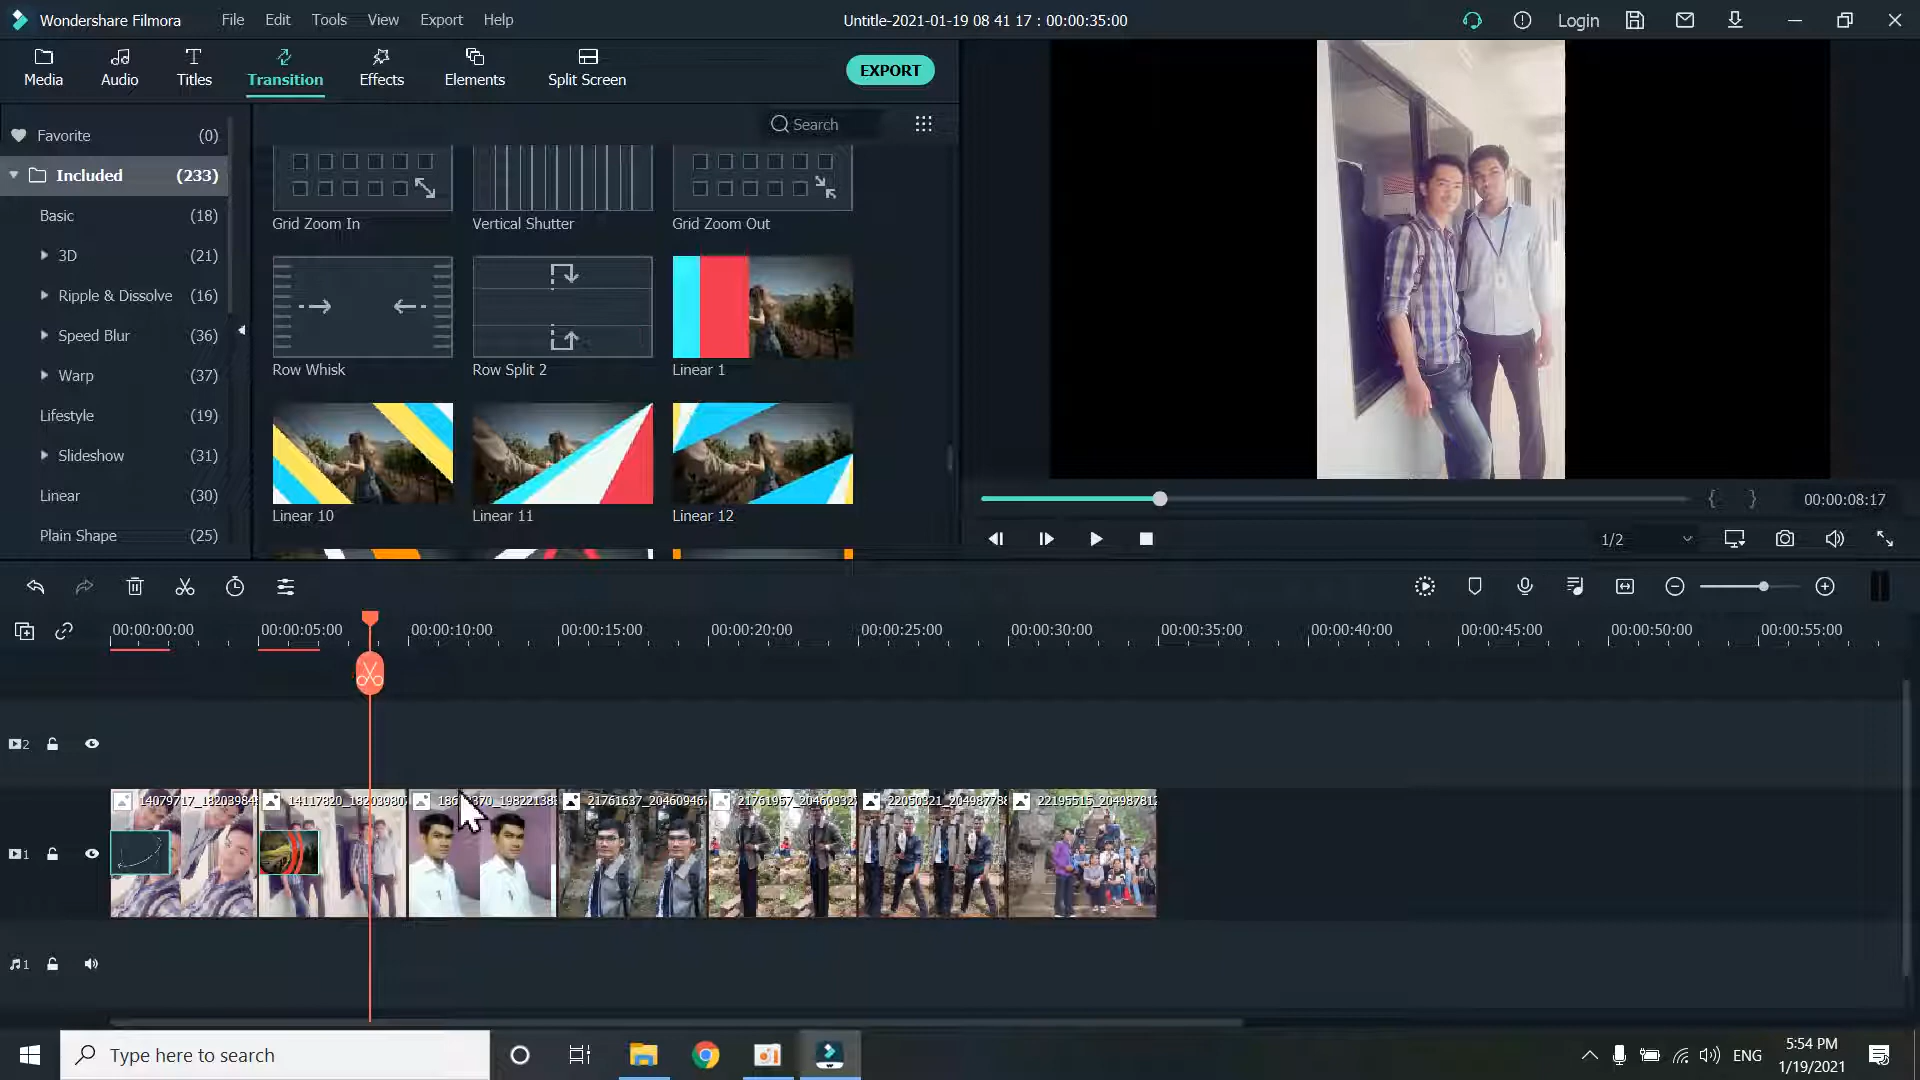 Wondershare Filmora
File
Edit
Tools
View
Export
Help
Untitle-2021-01-19 08 41 17 : 00:00:35:00
Login
Media
Audio
Titles
Transition
Effects
Elements
Split Screen
EXPORT
Search
Favorite (0)
Included (233)
Basic (18)
3D (21)
Ripple & Dissolve (16)
Speed Blur (36)
Warp (37)
Lifestyle (19)
Slideshow (31)
Linear (30)
Plain Shape (25)
Grid Zoom In
Vertical Shutter
Grid Zoom Out
Row Whisk
Row Split 2
Linear 1
Linear 10
Linear 11
Linear 12
00:00:08:17
1/2
00:00:00:00
00:00:05:00
00:00:10:00
00:00:15:00
00:00:20:00
00:00:25:00
00:00:30:00
00:00:35:00
00:00:40:00
00:00:45:00
00:00:50:00
00:00:55:00
2
1
1
Type here to search
ENG
5:54 PM
1/19/2021